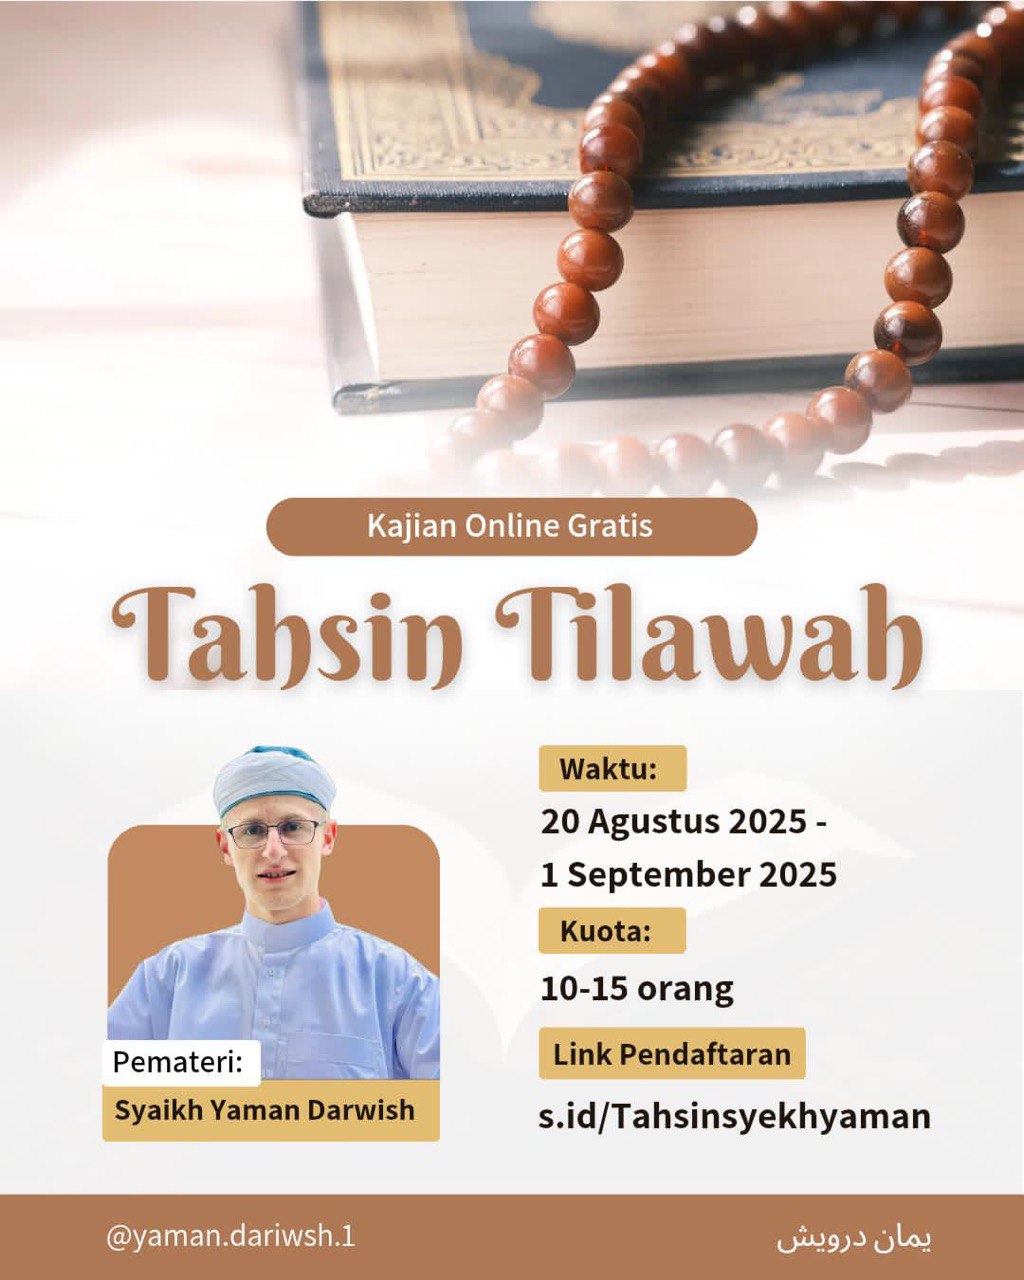 Kajian Online Gratis
Tahsin Tilawah
Waktu:
20 Agustus 2025 -
1 September 2025
Kuota:
10-15 orang
Link Pendaftaran
s.id/Tahsinsyekhyaman
Pemateri:
Syaikh Yaman Darwish
@yaman.dariwsh.1
يمان درويش